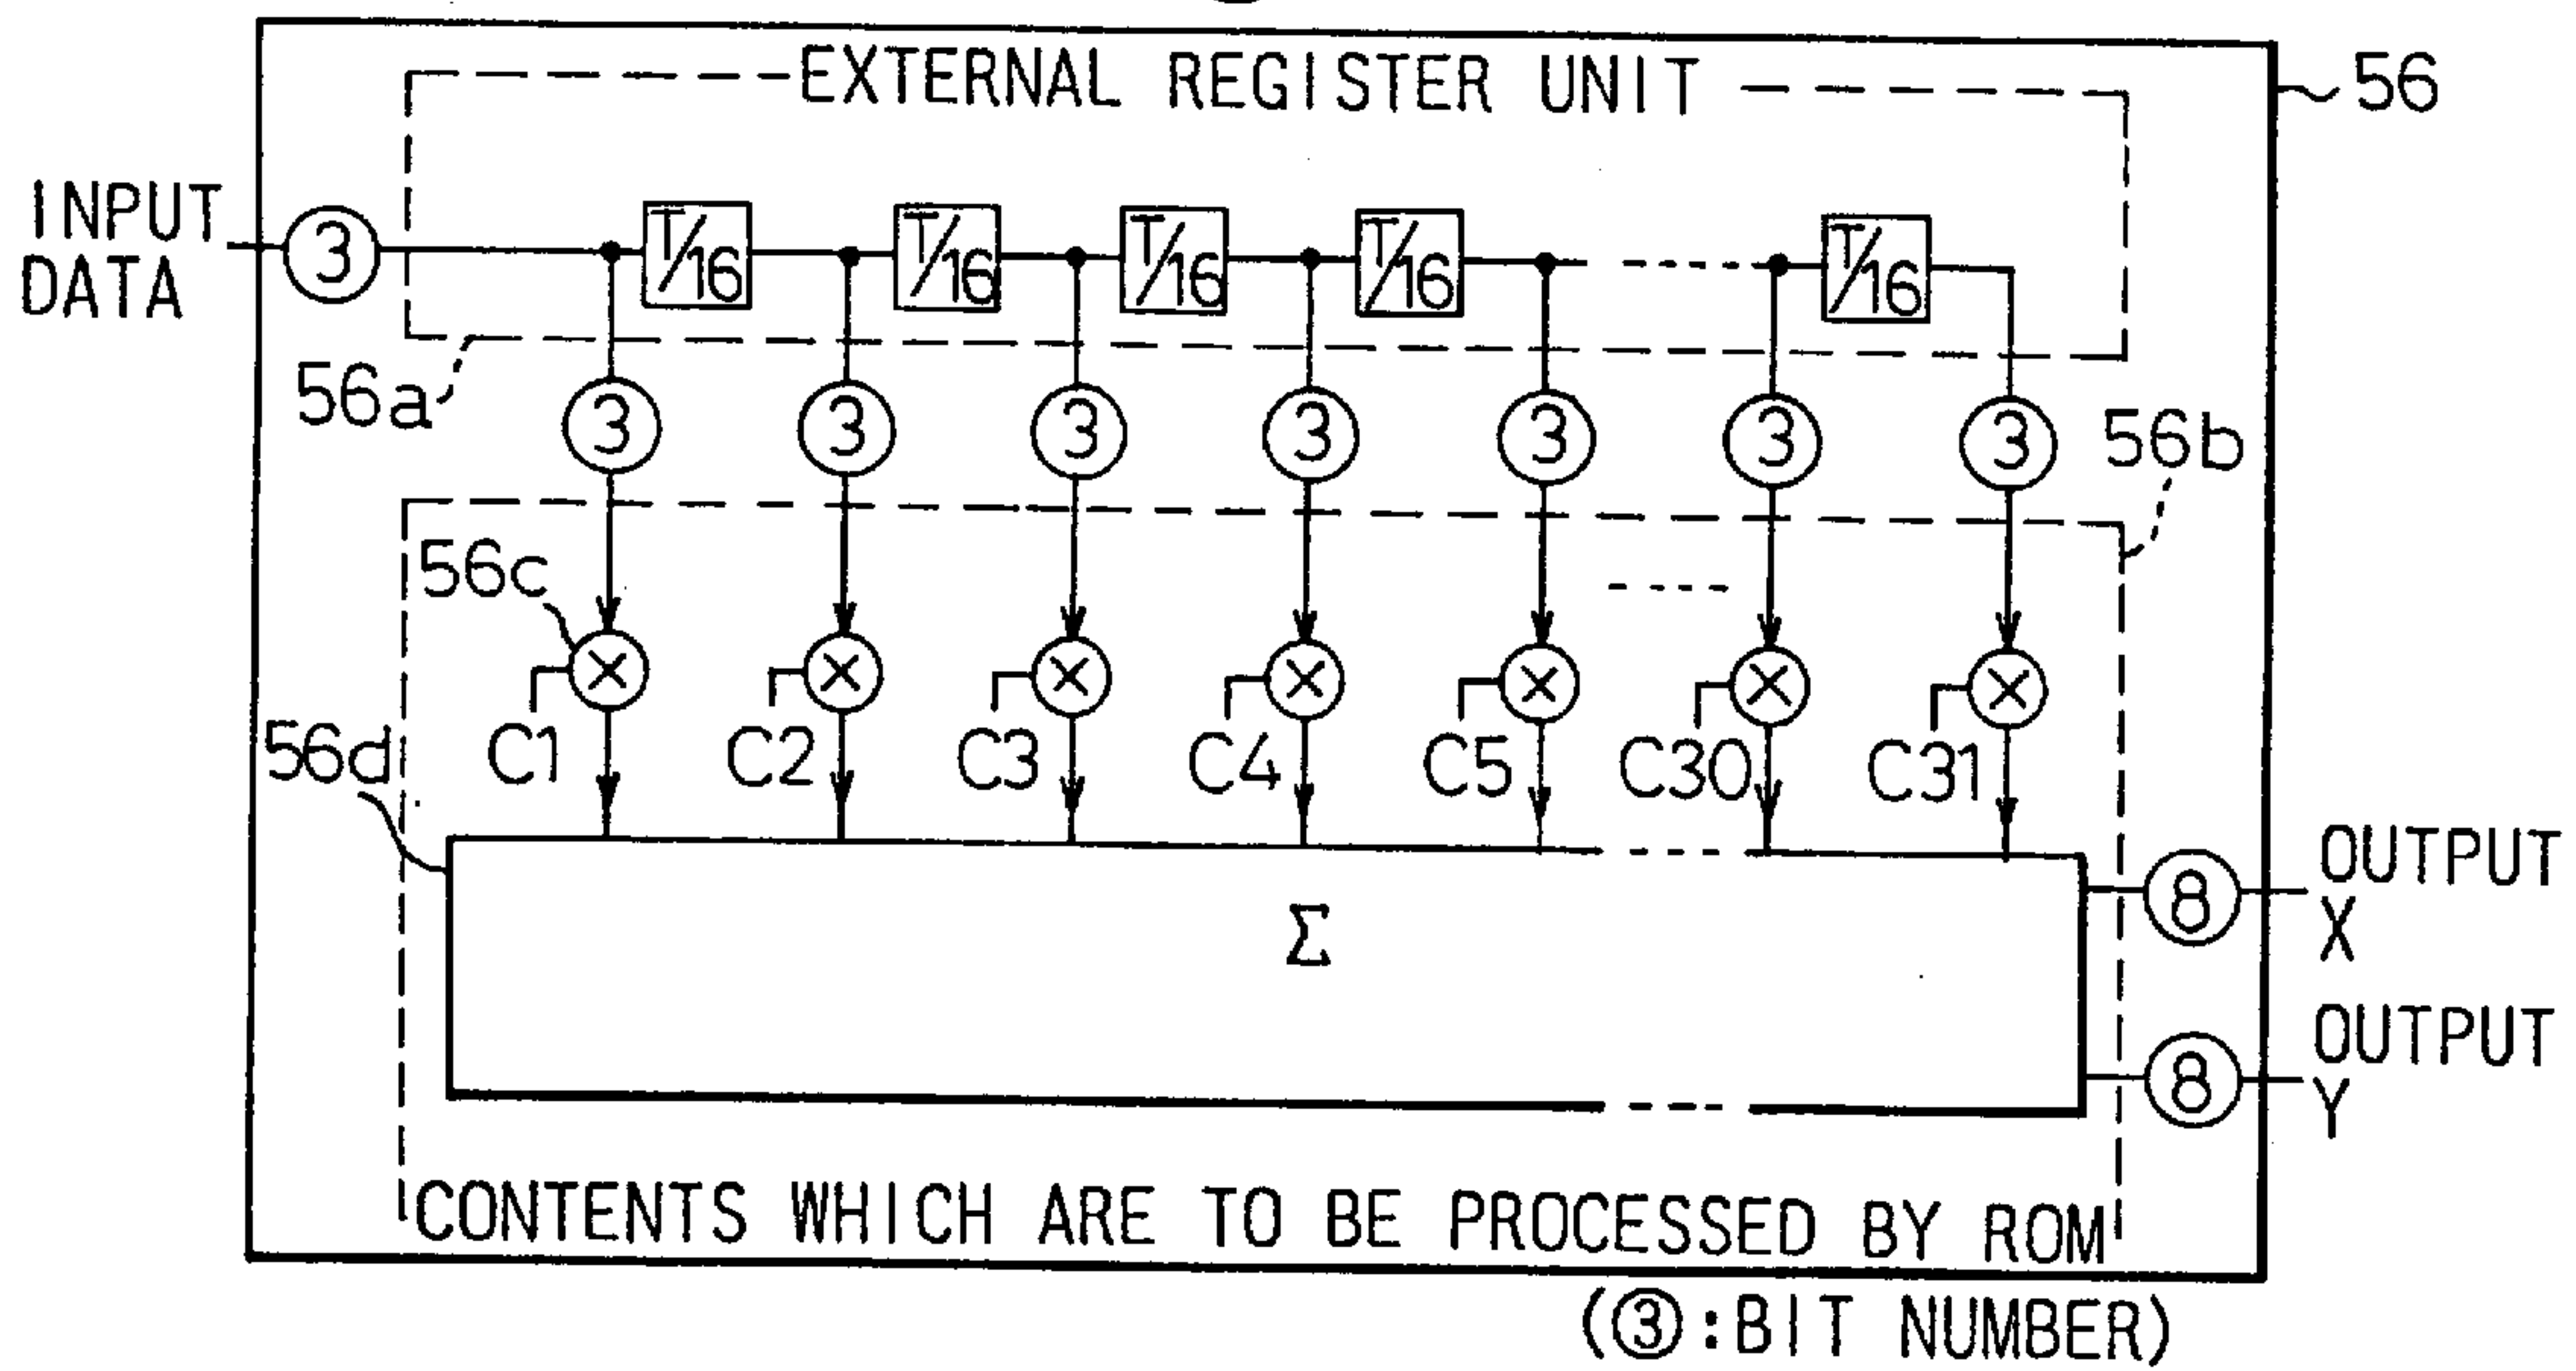 EXTERNAL REGISTER UNIT
56
INPUT
DATA
3
T/16 T/16 T/16 T/16 T/16
56a
3 3 3 3 3 3 3
56b
56c
× × × × × × ×
C1 C2 C3 C4 C5 C30 C31
56d
Σ
8
OUTPUT
X
8
OUTPUT
Y
CONTENTS WHICH ARE TO BE PROCESSED BY ROM
(③:BIT NUMBER)